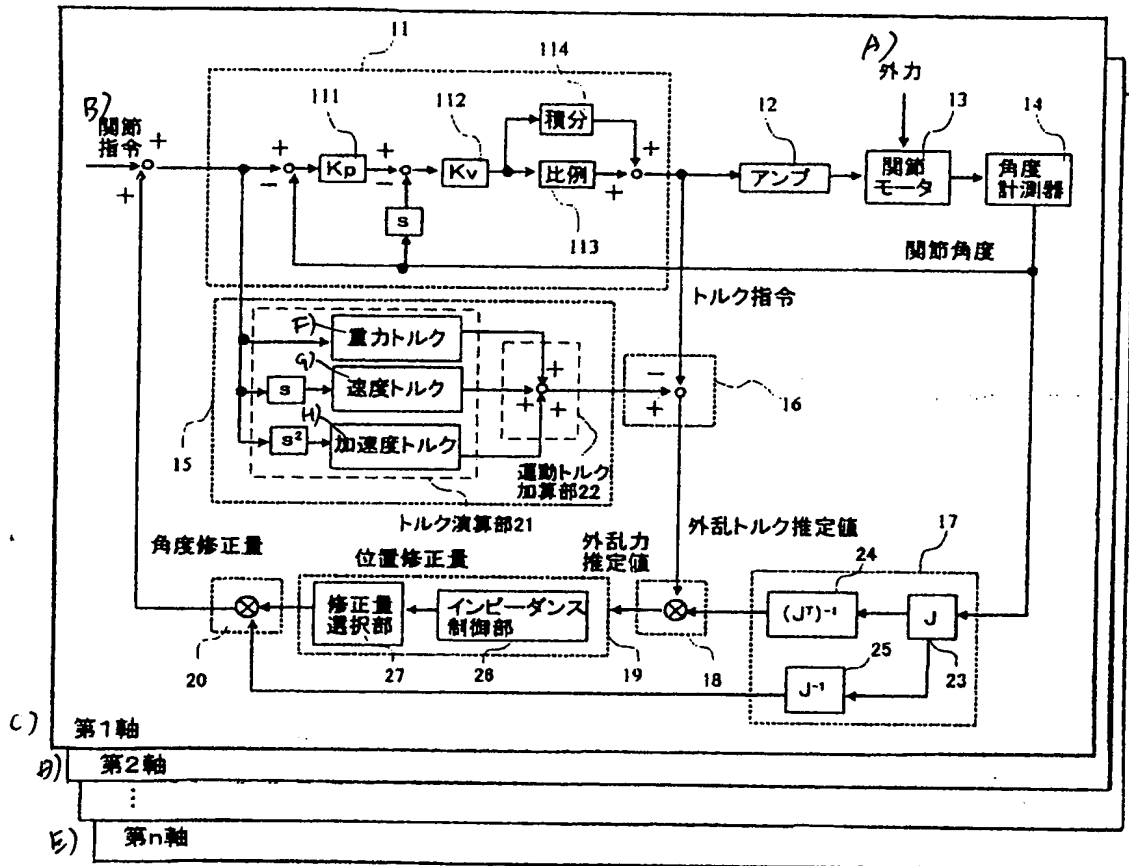 11
114
A)
外力
B)
関節
指令
+
+
+
−
111
Kp
+
−
112
Kv
積分
比例
113
+
+
12
アンプ
13
関節
モータ
14
角度
計測器
s
関節角度
トルク指令
F)
重力トルク
G)
s
速度トルク
H)
s²
加速度トルク
+
+
+
−
+
16
15
運動トルク
加算部22
トルク演算部21
角度修正量
位置修正量
外乱力
推定値
外乱トルク推定値
17
24
(Jᵀ)⁻¹
J
23
25
J⁻¹
修正量
選択部
インピーダンス
制御部
20
27
28
19
18
C)
第1軸
D)
第2軸
⋮
E)
第n軸